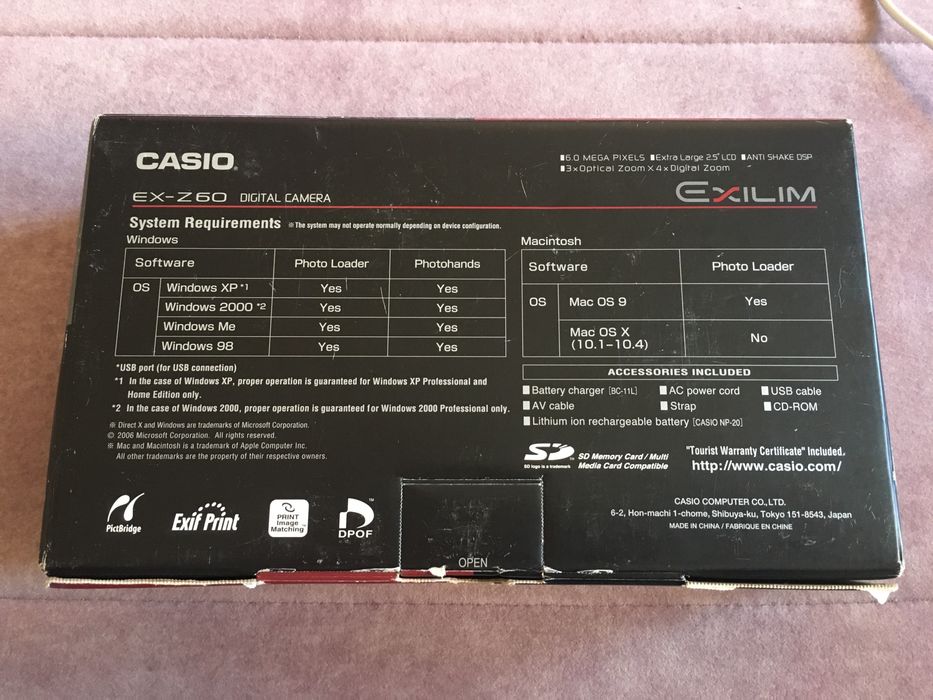 CASIO®
■6.0 MEGA PIXELS ■Extra Large 2.5" LCD ■ANTI SHAKE DSP
■3×Optical Zoom X 4×Digital Zoom
EX-Z60 DIGITAL CAMERA
EXILIM
System Requirements ※The system may not operate normally depending on device configuration.
Windows
Software Photo Loader Photohands
OS Windows XP *1 Yes Yes
Windows 2000 *2 Yes Yes
Windows Me Yes Yes
Windows 98 Yes Yes
*USB port (for USB connection)
*1 In the case of Windows XP, proper operation is guaranteed for Windows XP Professional and
Home Edition only.
*2 In the case of Windows 2000, proper operation is guaranteed for Windows 2000 Professional only.
※ Direct X and Windows are trademarks of Microsoft Corporation.
© 2006 Microsoft Corporation. All rights reserved.
※ Mac and Macintosh is a trademark of Apple Computer Inc.
All other trademarks are the property of their respective owners.
Macintosh
Software Photo Loader
OS Mac OS 9 Yes
Mac OS X
(10.1–10.4) No
ACCESSORIES INCLUDED
■Battery charger [BC-11L] ■AC power cord ■USB cable
■AV cable ■Strap ■CD-ROM
■Lithium ion rechargeable battery [CASIO NP-20]
SD™
SD logo is a trademark
SD Memory Card / Multi
Media Card Compatible
"Tourist Warranty Certificate" Included.
http://www.casio.com/
PictBridge
Exif Print
PRINT
Image
Matching™
DPOF™
CASIO COMPUTER CO.,LTD.
6-2, Hon-machi 1-chome, Shibuya-ku, Tokyo 151-8543, Japan
MADE IN CHINA / FABRIQUE EN CHINE
OPEN